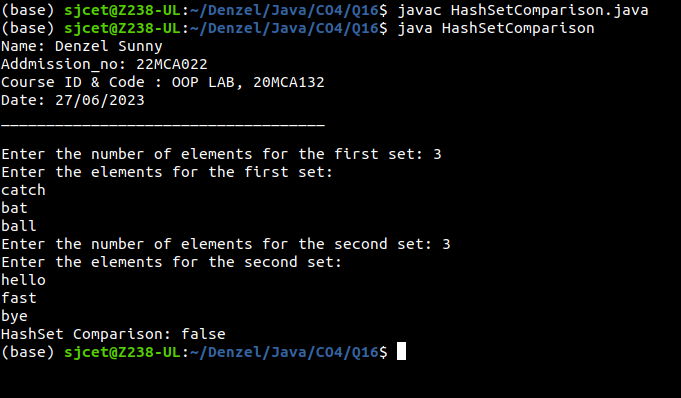 (base) sjcet@Z238-UL:~/Denzel/Java/CO4/Q16$ javac HashSetComparison.java
(base) sjcet@Z238-UL:~/Denzel/Java/CO4/Q16$ java HashSetComparison
Name: Denzel Sunny
Addmission_no: 22MCA022
Course ID & Code : OOP LAB, 20MCA132
Date: 27/06/2023
____________________________________
Enter the number of elements for the first set: 3
Enter the elements for the first set:
catch
bat
ball
Enter the number of elements for the second set: 3
Enter the elements for the second set:
hello
fast
bye
HashSet Comparison: false
(base) sjcet@Z238-UL:~/Denzel/Java/CO4/Q16$